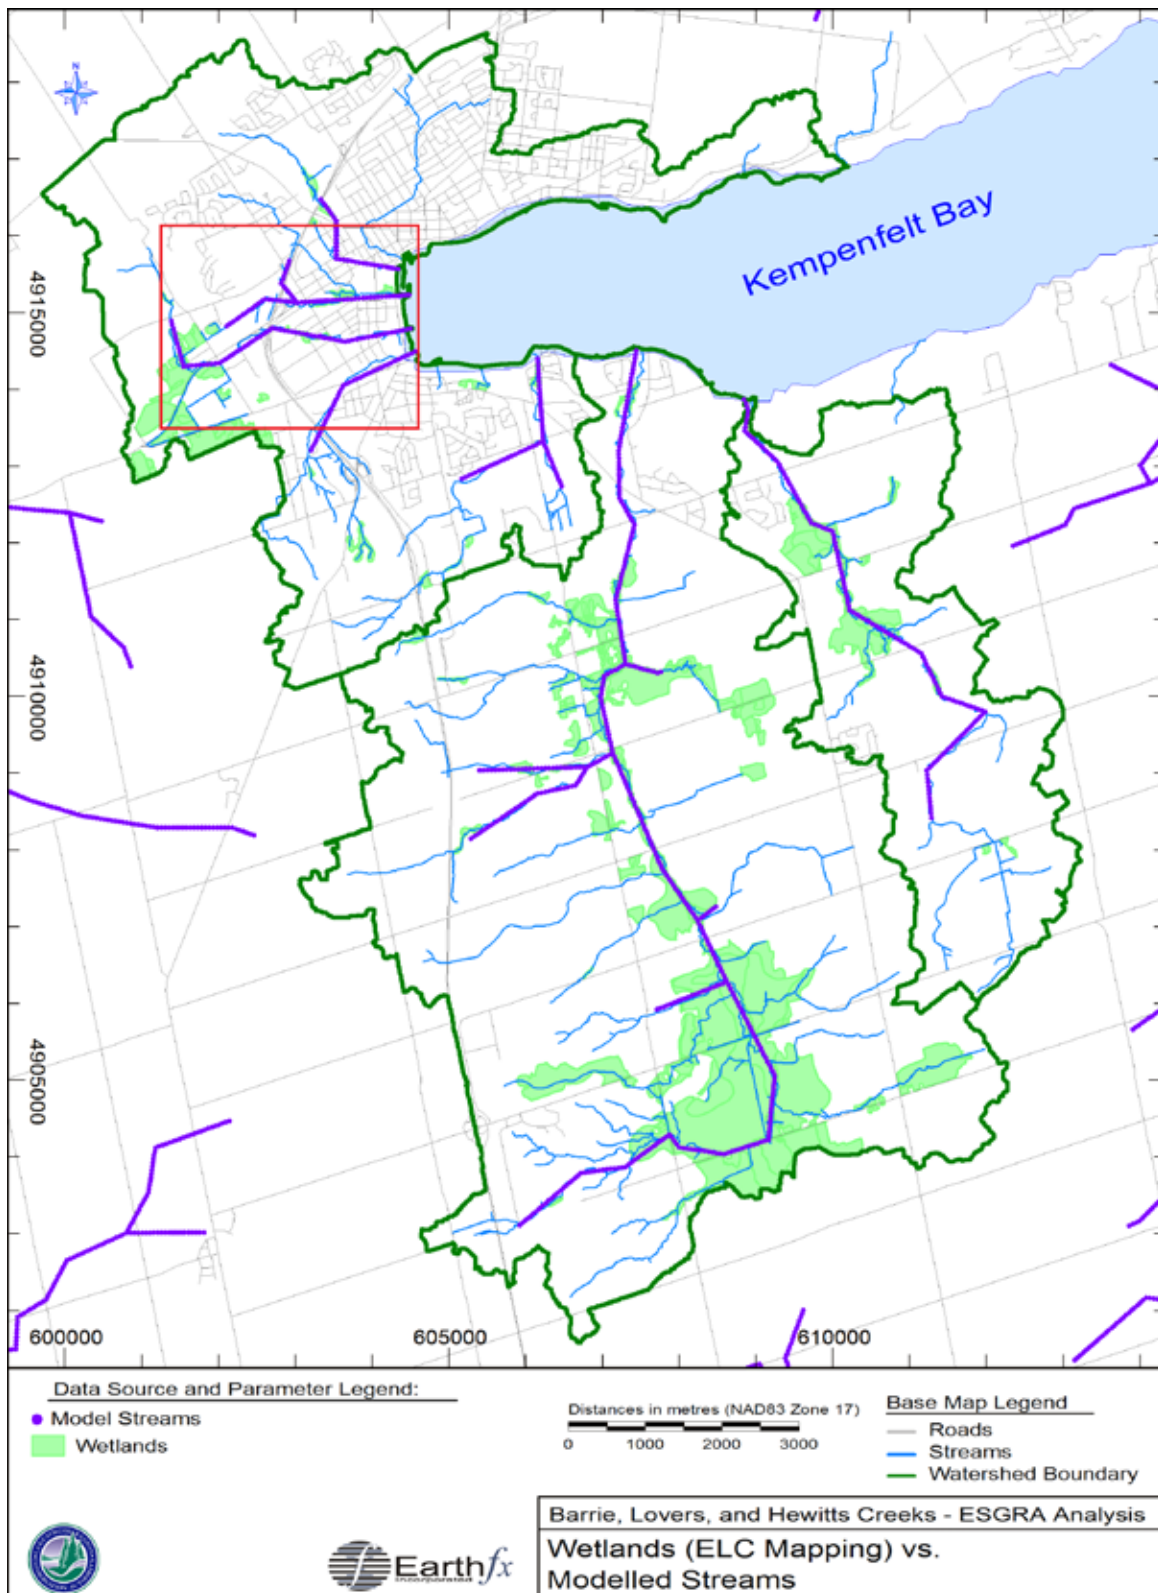 N
Kempenfelt Bay
4915000
4910000
4905000
600000
605000
610000
Data Source and Parameter Legend:
Model Streams
Wetlands
Distances in metres (NAD83 Zone 17)
0 1000 2000 3000
Base Map Legend
Roads
Streams
Watershed Boundary
Earthfx
Incorporated
Barrie, Lovers, and Hewitts Creeks - ESGRA Analysis
Wetlands (ELC Mapping) vs.
Modelled Streams